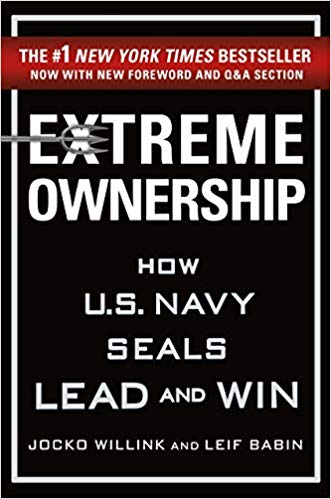 THE #1 NEW YORK TIMES BESTSELLER
NOW WITH NEW FOREWORD AND Q&A SECTION
EXTREME
OWNERSHIP
HOW
U.S. NAVY
SEALS
LEAD AND WIN
JOCKO WILLINK AND LEIF BABIN